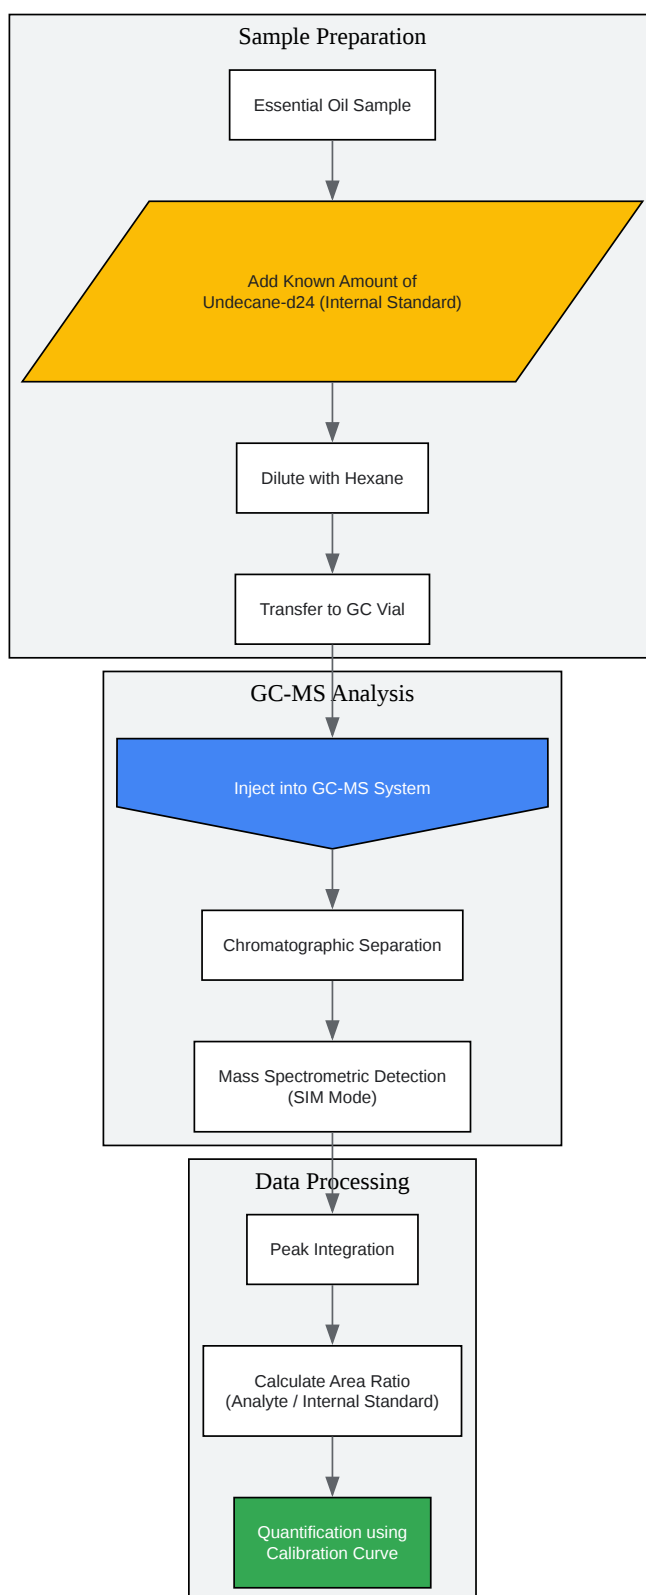 Sample Preparation
Essential Oil Sample
Add Known Amount of
Undecane-d24 (Internal Standard)
Dilute with Hexane
Transfer to GC Vial
GC-MS Analysis
Inject into GC-MS System
Chromatographic Separation
Mass Spectrometric Detection
(SIM Mode)
Data Processing
Peak Integration
Calculate Area Ratio
(Analyte / Internal Standard)
Quantification using
Calibration Curve